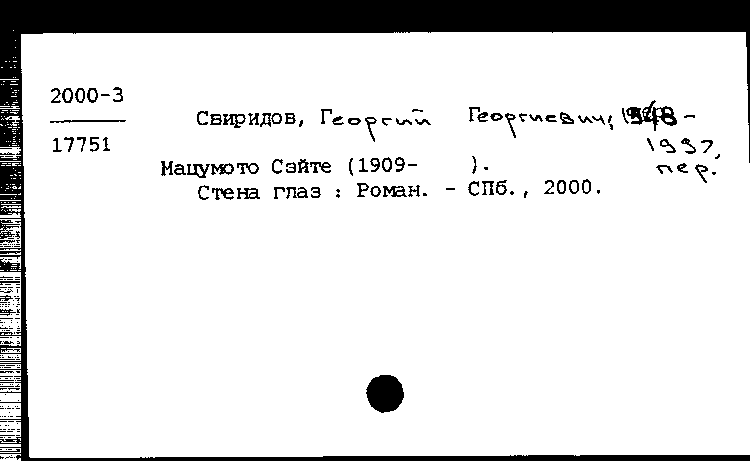 2000-3
Свиридов, Георгий Георгиевич, 1948-
17751
1997,
пер.
Мацумото Сэйте (1909- ).
Стена глаз : Роман. - СПб., 2000.